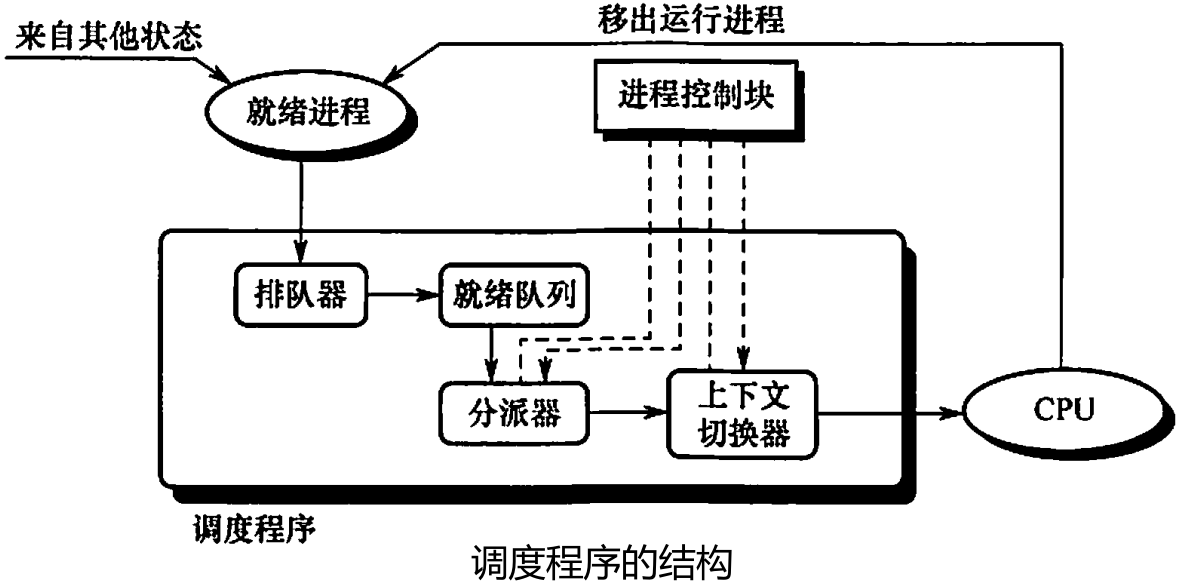 移出运行进程
来自其他状态
进程控制块
就绪进程
排队器
就绪队列
分派器
上下文
切换器
CPU
调度程序
调度程序的结构